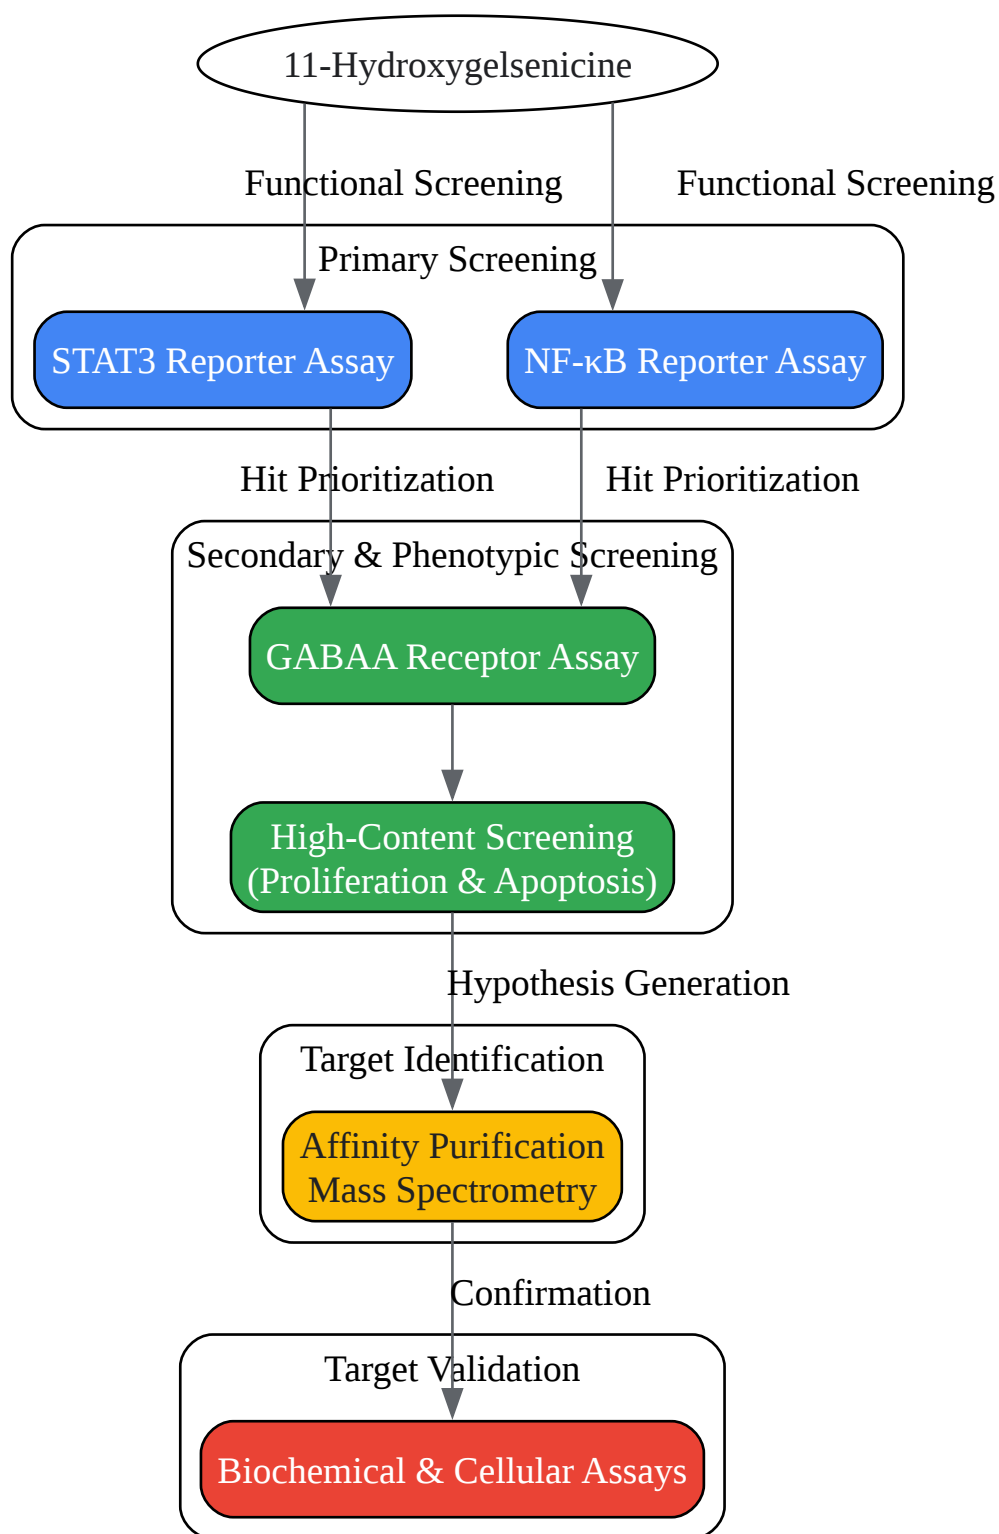 11-Hydroxygelsenicine
Functional Screening
Functional Screening
Primary Screening
STAT3 Reporter Assay
NF-κB Reporter Assay
Hit Prioritization
Hit Prioritization
Secondary & Phenotypic Screening
GABAA Receptor Assay
High-Content Screening
(Proliferation & Apoptosis)
Hypothesis Generation
Target Identification
Affinity Purification
Mass Spectrometry
Confirmation
Target Validation
Biochemical & Cellular Assays